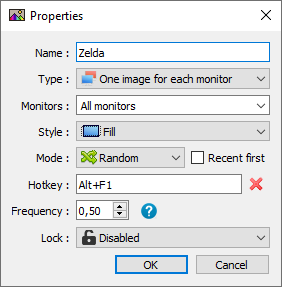 Properties
Name : Zelda
Type : One image for each monitor
Monitors : All monitors
Style : Fill
Mode : Random Recent first
Hotkey : Alt+F1
Frequency : 0,50 ?
Lock : Disabled
OK Cancel